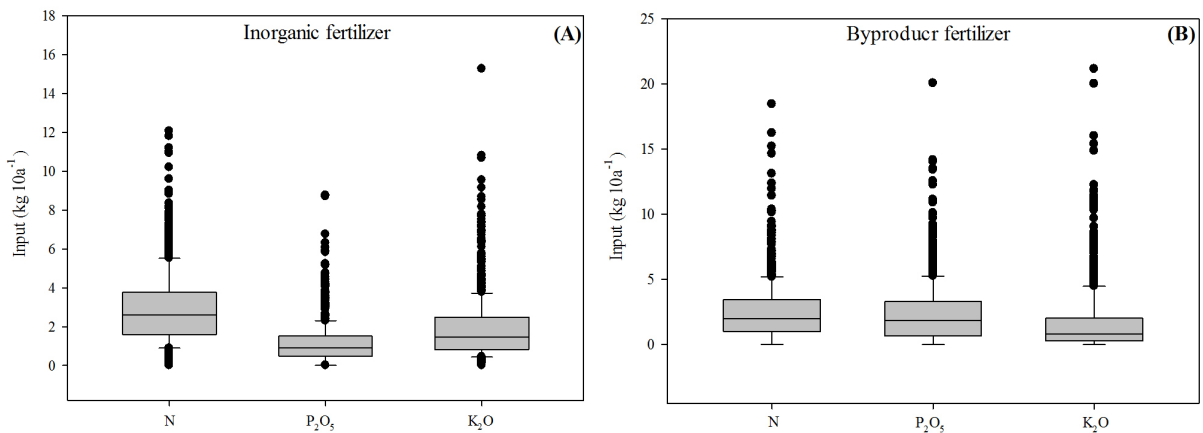 Inorganic fertilizer (A)
18
16
14
12
10
8
6
4
2
0
Input (kg 10a⁻¹)
N P₂O₅ K₂O
Byproducr fertilizer (B)
25
20
15
10
5
0
Input (kg 10a⁻¹)
N P₂O₅ K₂O